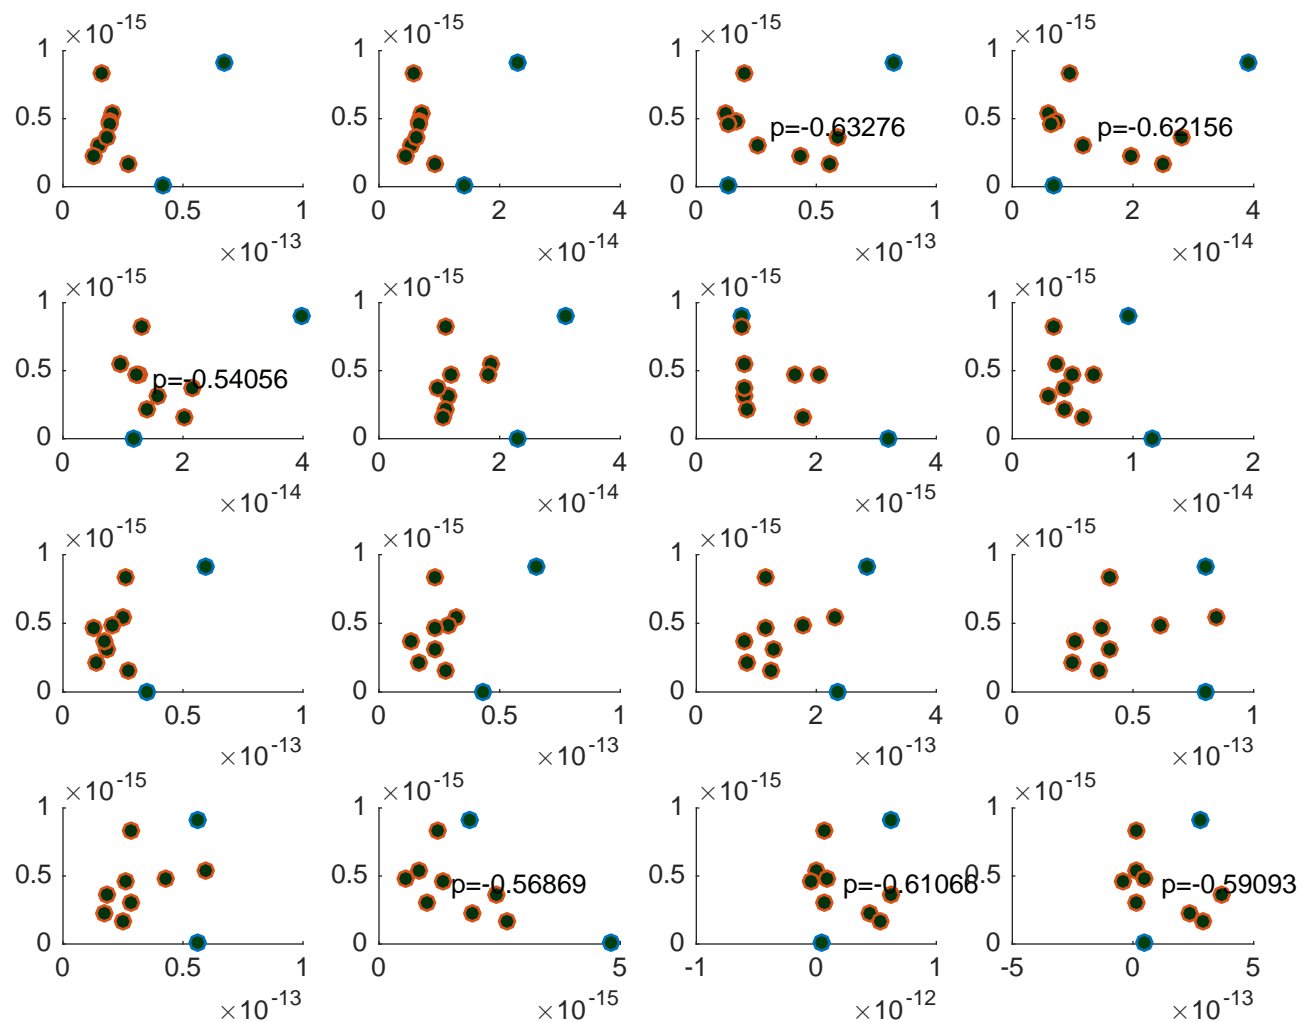 ×10-15 ×10-15 ×10-15 ×10-15
1 1 1 1
0.5 0.5 0.5 p=-0.63276 0.5 p=-0.62156
0 0 0 0
0 0.5 1 0 2 4 0 0.5 1 0 2 4
×10-13 ×10-14 ×10-13 ×10-14
×10-15 ×10-15 ×10-15 ×10-15
1 1 1 1
0.5 p=-0.54056 0.5 0.5 0.5
0 0 0 0
0 2 4 0 2 4 0 2 4 0 1 2
×10-14 ×10-14 ×10-15 ×10-14
×10-15 ×10-15 ×10-15 ×10-15
1 1 1 1
0.5 0.5 0.5 0.5
0 0 0 0
0 0.5 1 0 0.5 1 0 2 4 0 0.5 1
×10-13 ×10-13 ×10-13 ×10-13
×10-15 ×10-15 ×10-15 ×10-15
1 1 1 1
0.5 0.5 p=-0.56869 0.5 p=-0.61066 0.5 p=-0.59093
0 0 0 0
0 0.5 1 0 5 -1 0 1 -5 0 5
×10-13 ×10-15 ×10-12 ×10-13